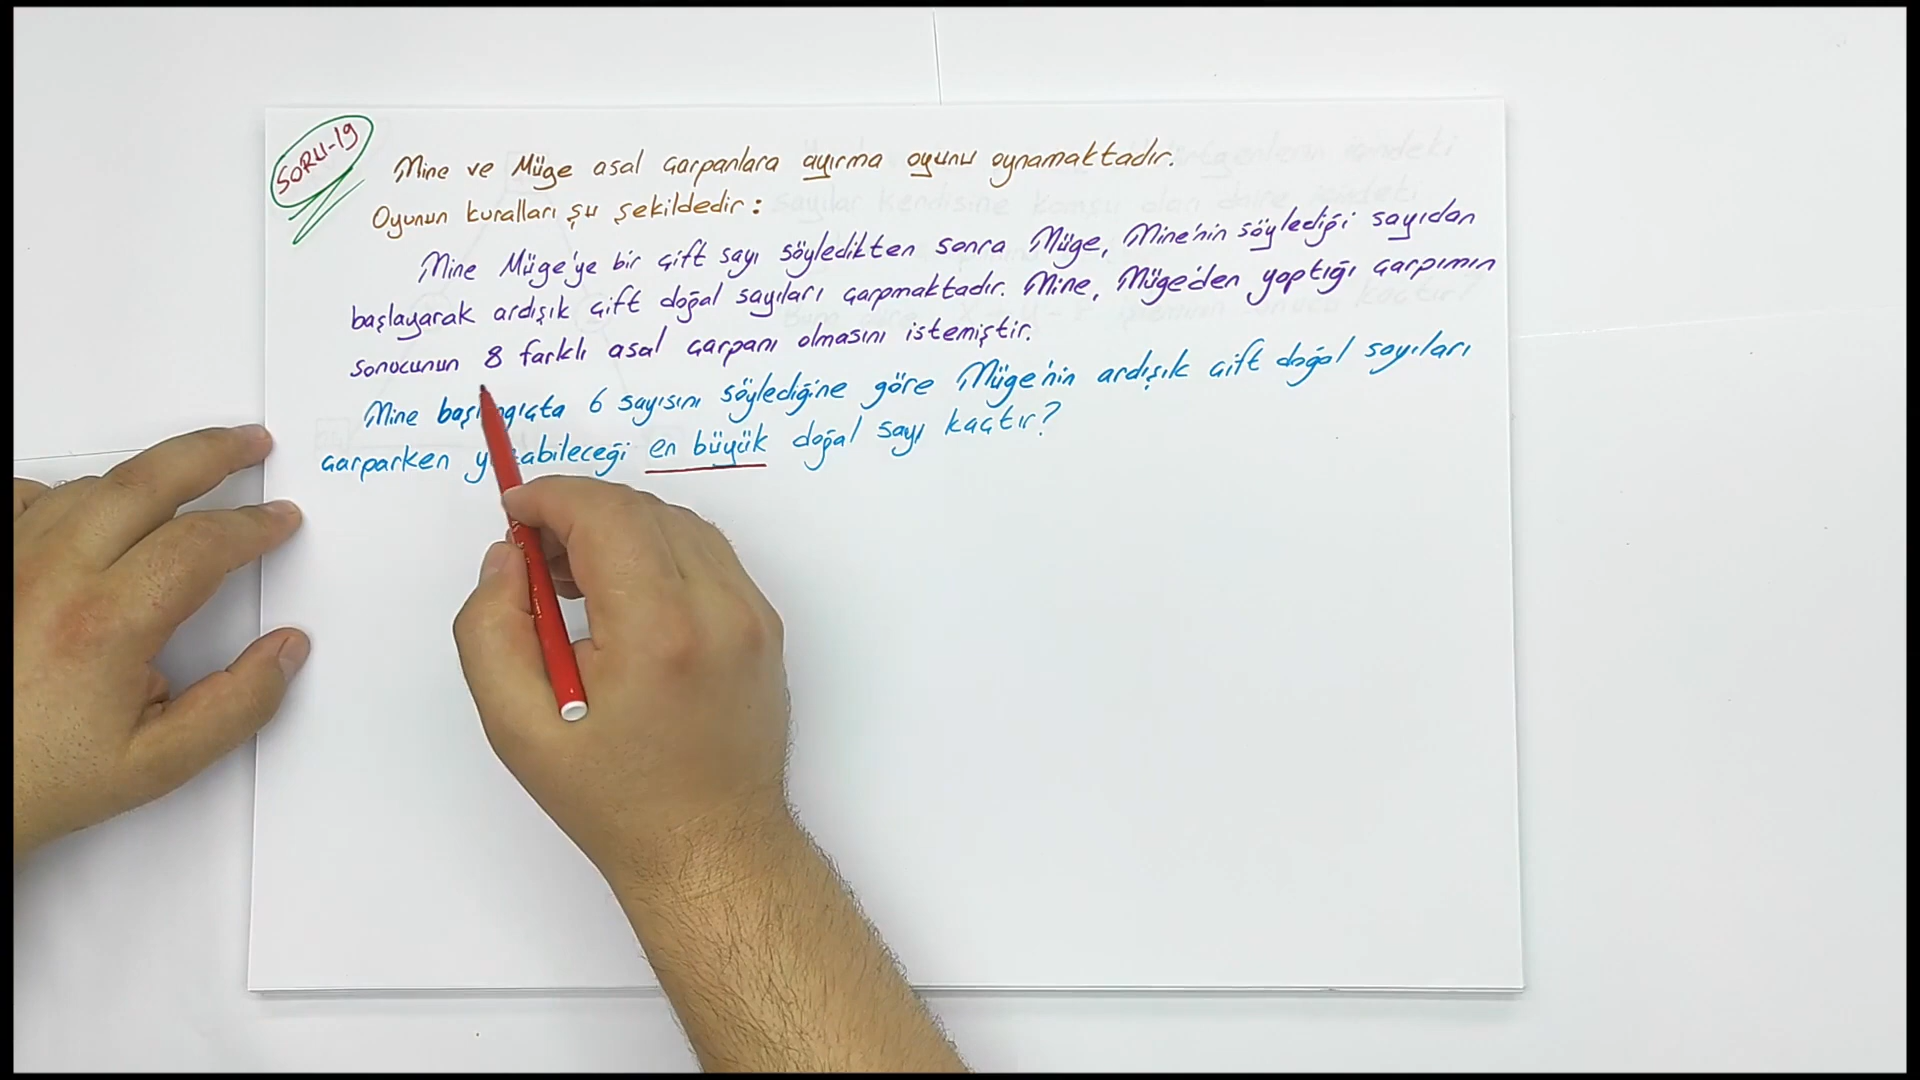 SORU-19
Mine ve Müge asal çarpanlara ayırma oyunu oynamaktadır.
Oyunun kuralları şu şekildedir:
Mine Müge'ye bir çift sayı söyledikten sonra Müge, Mine'nin söylediği sayıdan
başlayarak ardışık çift doğal sayıları çarpmaktadır. Mine, Müge'den yaptığı çarpımın
sonucunun 8 farklı asal çarpanı olmasını istemiştir.
Mine 6 sayısını söylediğine göre Müge'nin ardışık çift doğal sayıları
çarparken en büyük doğal sayı kaçtır?